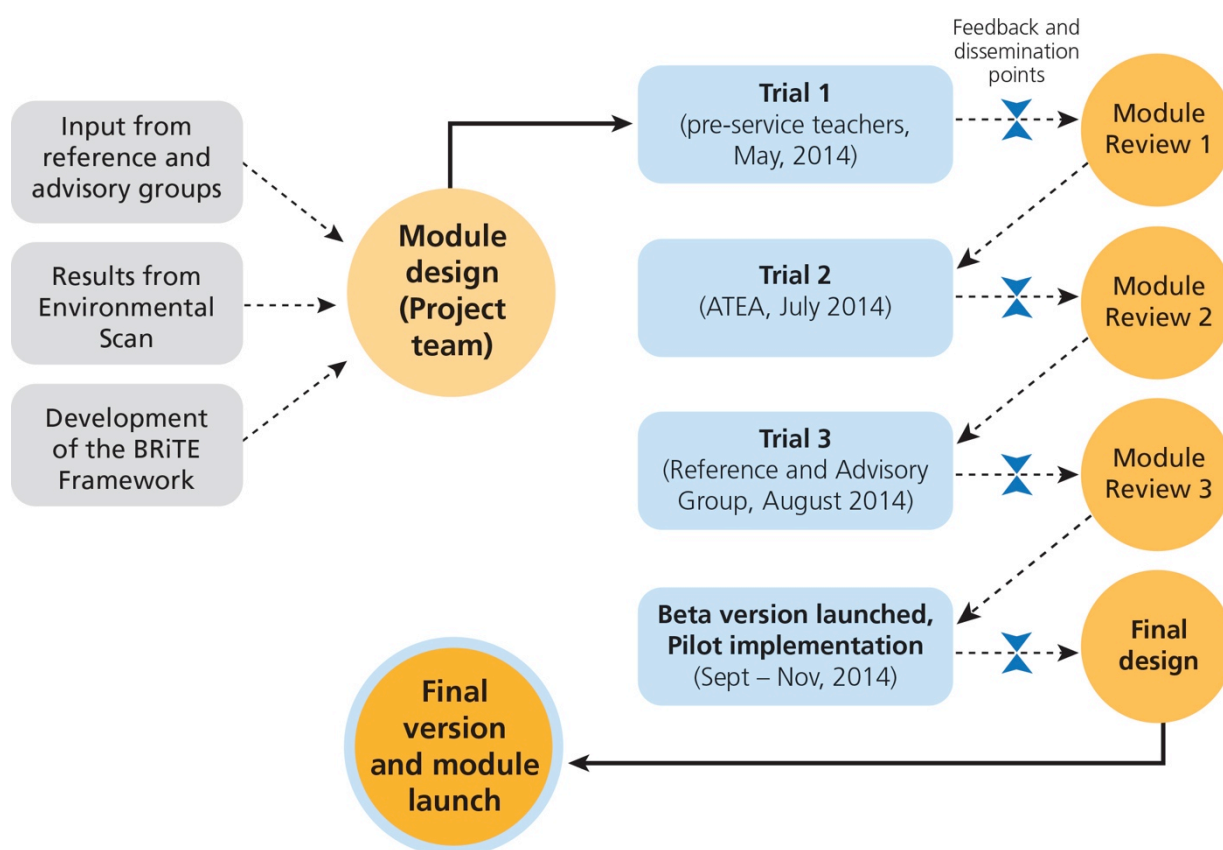 Input from
reference and
advisory groups
Results from
Environmental
Scan
Development
of the BRiTE
Framework
Module
design
(Project
team)
Trial 1
(pre-service teachers,
May, 2014)
Feedback and
dissemination
points
Module
Review 1
Trial 2
(ATEA, July 2014)
Module
Review 2
Trial 3
(Reference and Advisory
Group, August 2014)
Module
Review 3
Beta version launched,
Pilot implementation
(Sept – Nov, 2014)
Final
design
Final
version
and module
launch